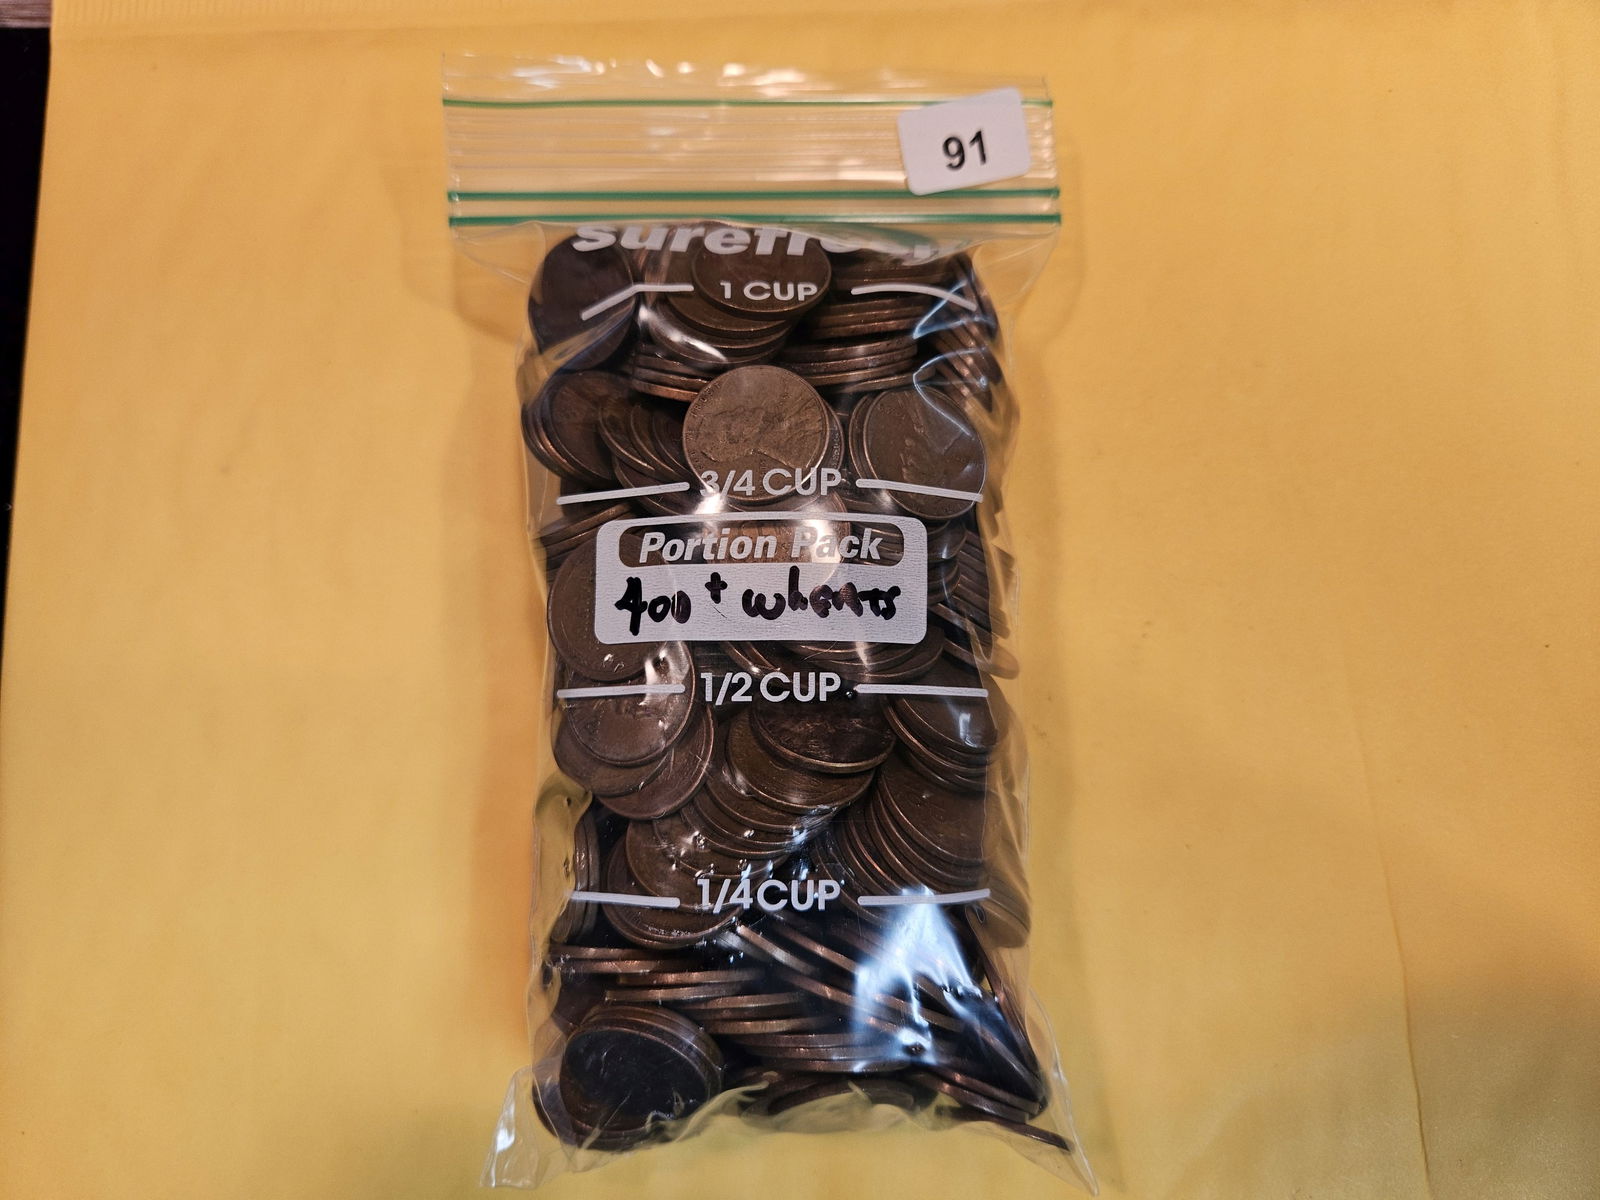 91
surefresh
1 CUP
3/4 CUP
Portion Pack
400+ wheats
1/2 CUP
1/4 CUP